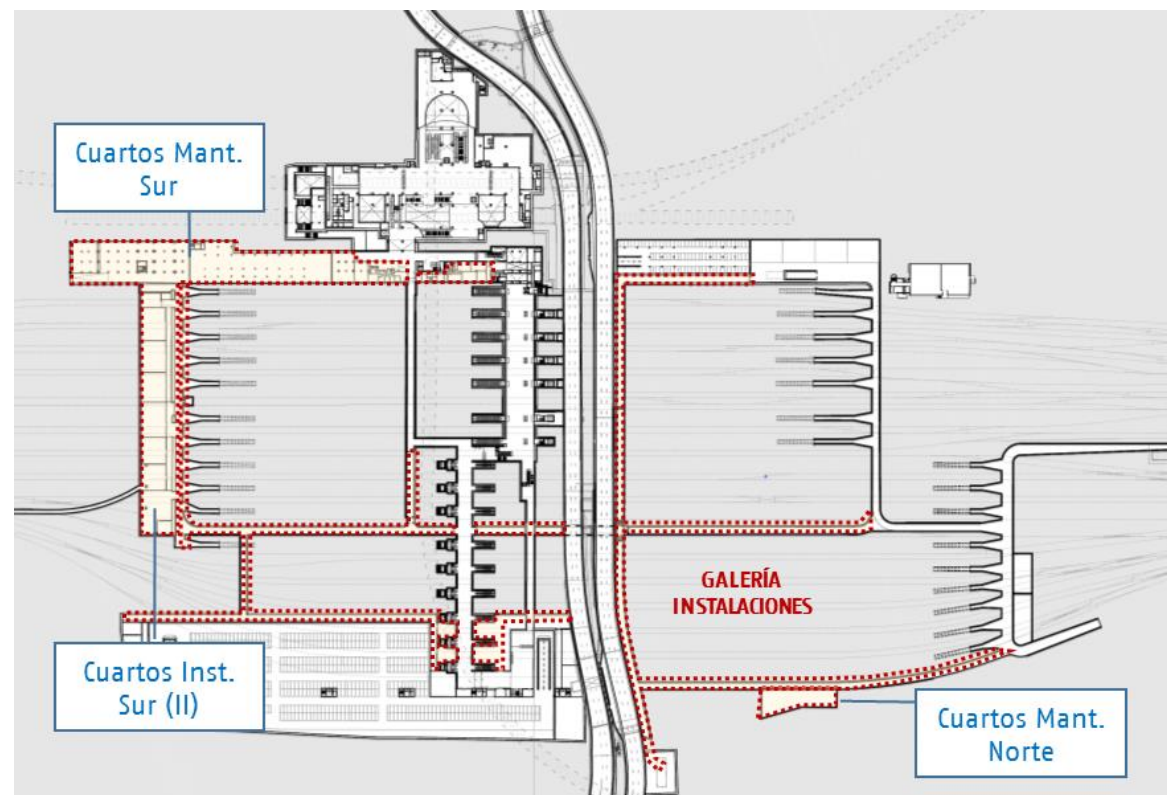 Cuartos Mant.
Sur
GALERÍA
INSTALACIONES
Cuartos Inst.
Sur (II)
Cuartos Mant.
Norte